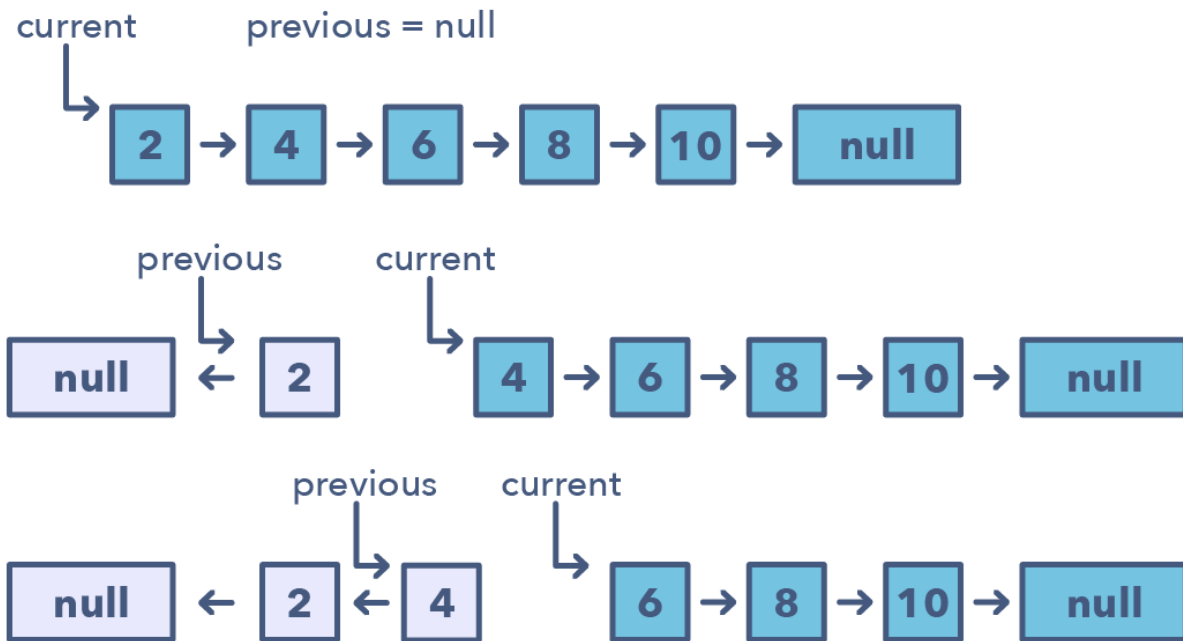 current previous = null
2 → 4 → 6 → 8 → 10 → null
previous current
null ← 2 4 → 6 → 8 → 10 → null
previous current
null ← 2 ← 4 6 → 8 → 10 → null